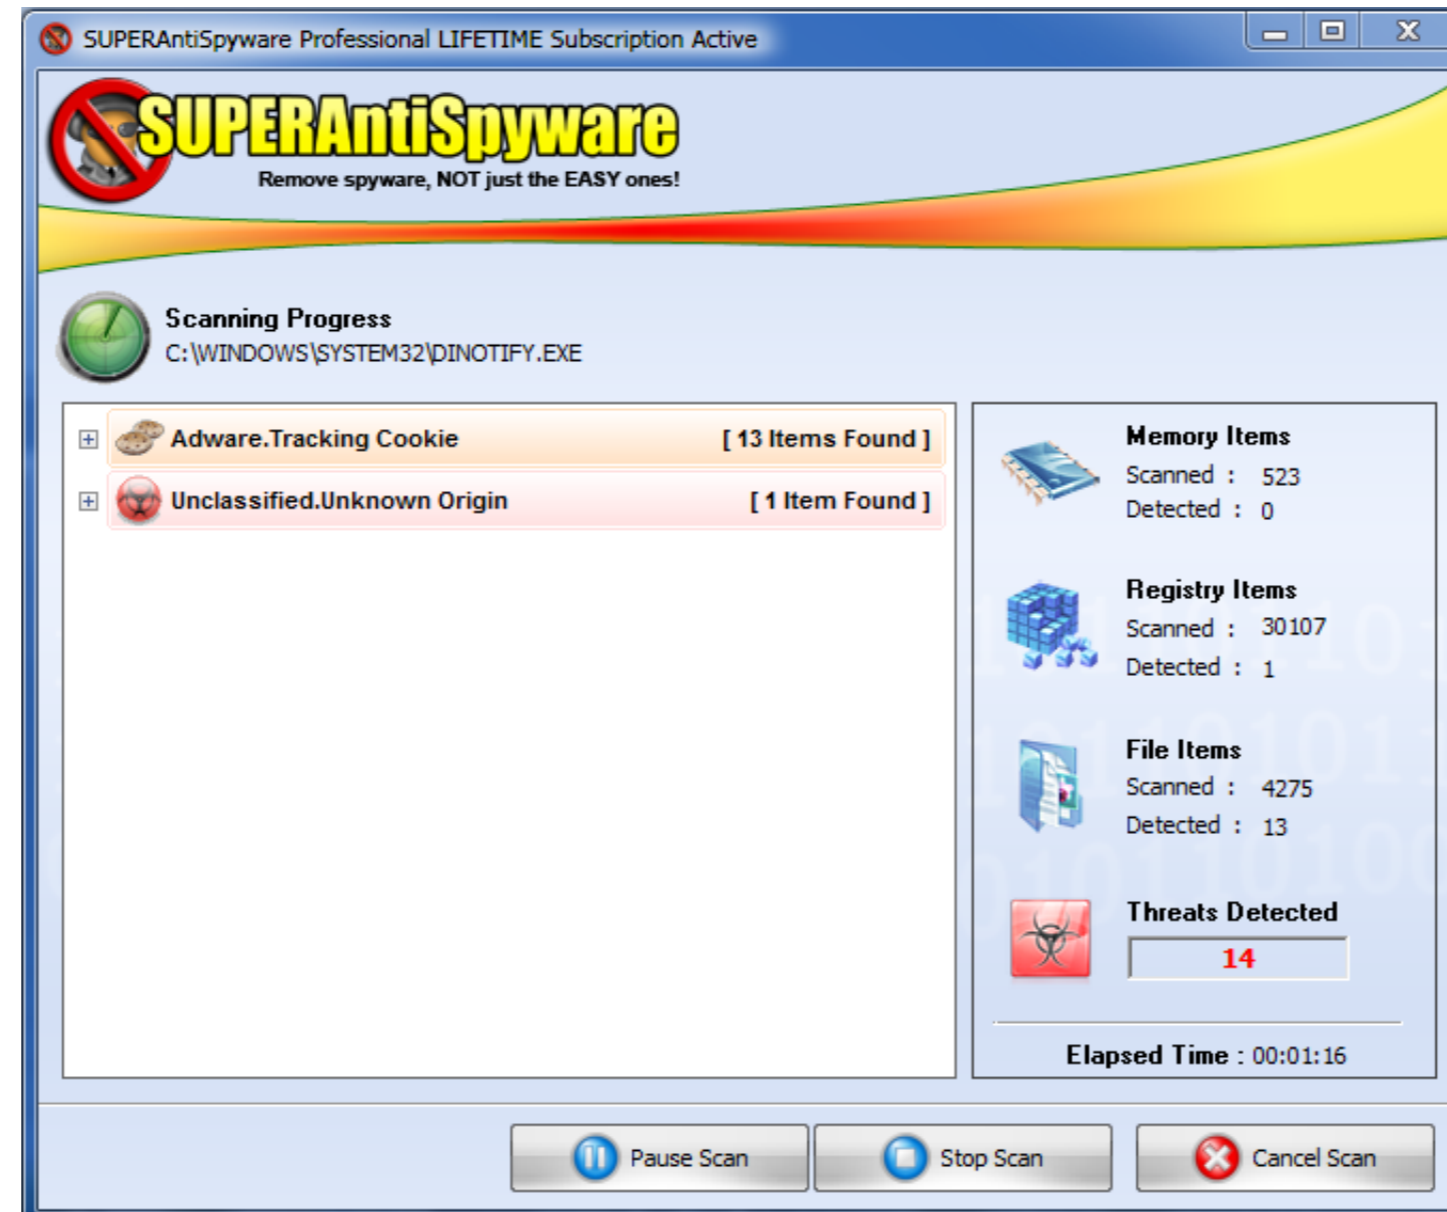 SUPERAntiSpyware Professional LIFETIME Subscription Active
SUPERAntiSpyware
Remove spyware, NOT just the EASY ones!
Scanning Progress
C:\WINDOWS\SYSTEM32\DINOTIFY.EXE
Adware.Tracking Cookie [ 13 Items Found ]
Unclassified.Unknown Origin [ 1 Item Found ]
Memory Items
Scanned : 523
Detected : 0
Registry Items
Scanned : 30107
Detected : 1
File Items
Scanned : 4275
Detected : 13
Threats Detected
14
Elapsed Time : 00:01:16
Pause Scan Stop Scan Cancel Scan